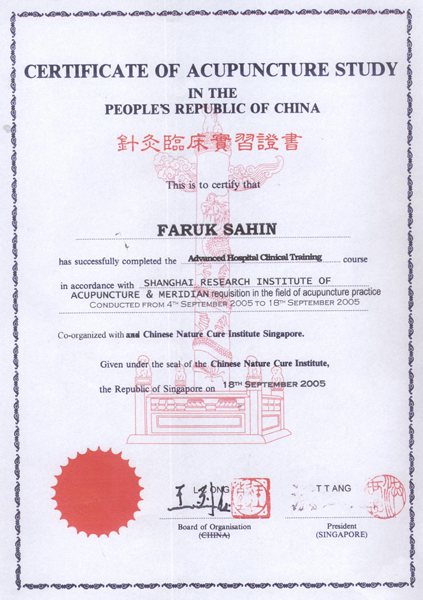 CERTIFICATE OF ACUPUNCTURE STUDY
IN THE
PEOPLE'S REPUBLIC OF CHINA
針灸臨床實習證書
This is to certify that
FARUK SAHIN
has successfully completed the Advanced Hospital Clinical Training course
in accordance with SHANGHAI RESEARCH INSTITUTE OF
ACUPUNCTURE & MERIDIAN requisition in the field of acupuncture practice
CONDUCTED FROM 4TH SEPTEMBER 2005 TO 18TH SEPTEMBER 2005
Co-organized with and Chinese Nature Cure Institute Singapore.
Given under the seal of the Chinese Nature Cure Institute,
the Republic of Singapore on 18TH SEPTEMBER 2005
T T ANG
Board of Organisation
(CHINA)
President
(SINGAPORE)